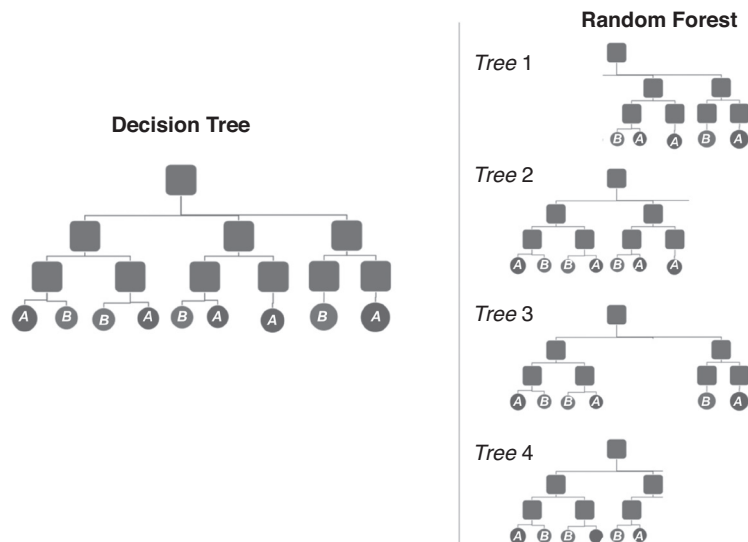 Random Forest
Decision Tree
A B B A B A A B A
Tree 1
B A A B A
Tree 2
A B B A B A A
Tree 3
A B B A B A
Tree 4
A B B B A